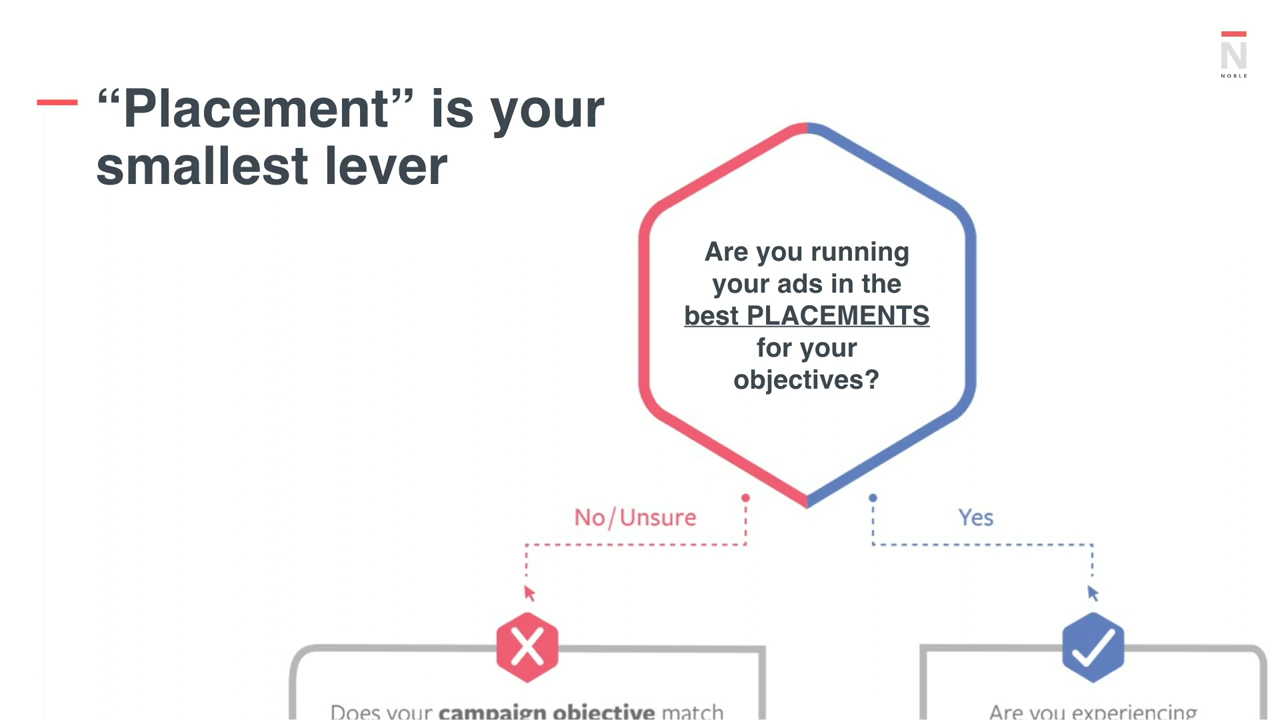 N
NOBLE
“Placement” is your
smallest lever
Are you running
your ads in the
best PLACEMENTS
for your
objectives?
No/Unsure
Yes
Does your campaign objective match
Are you experiencing